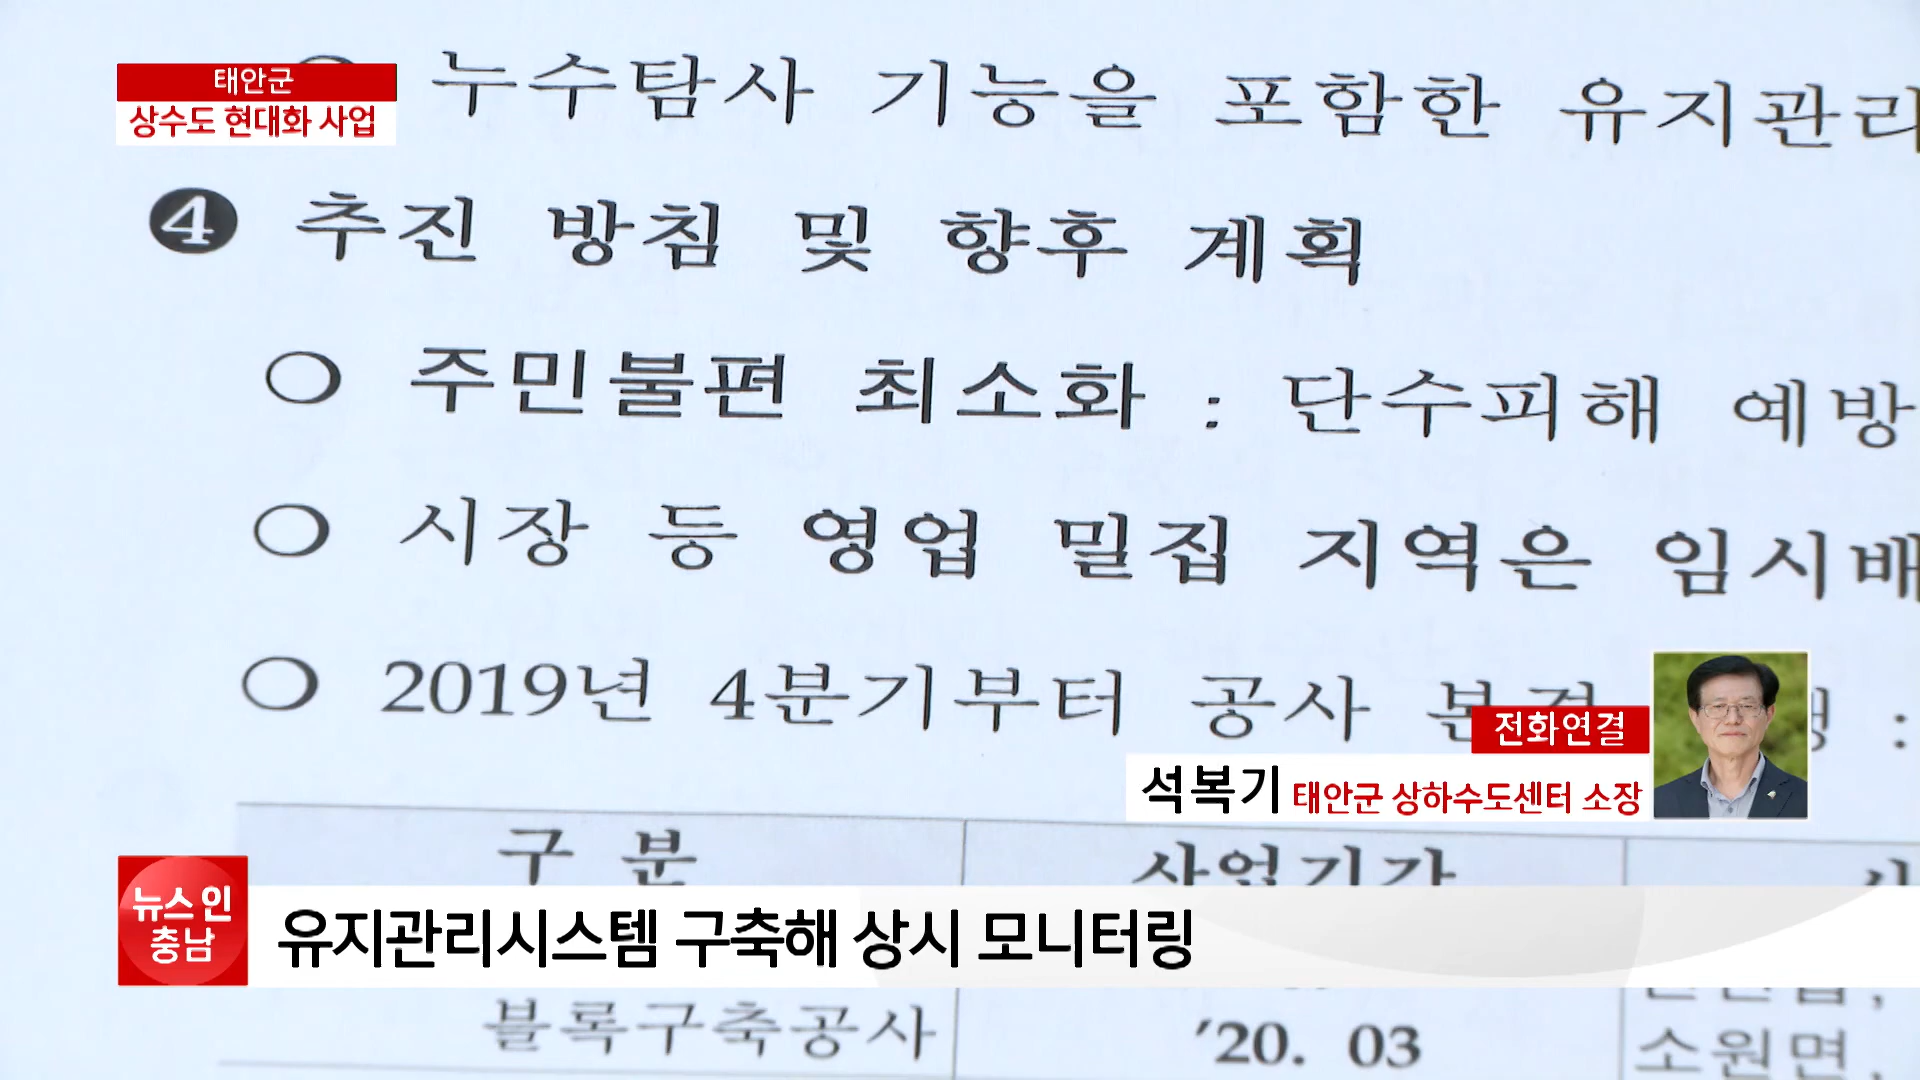 태안군
상수도 현대화 사업
누수탐사 기능을 포함한 유지관리
4 추진 방침 및 향후 계획
○ 주민불편 최소화 : 단수피해 예방
○ 시장 등 영업 밀집 지역은 임시배
○ 2019년 4분기부터 공사 :
전화연결
석복기 태안군 상하수도센터 소장
구 분 사업기간
뉴스인
충남
유지관리시스템 구축해 상시 모니터링
블록구축공사 '20. 03 소원면,